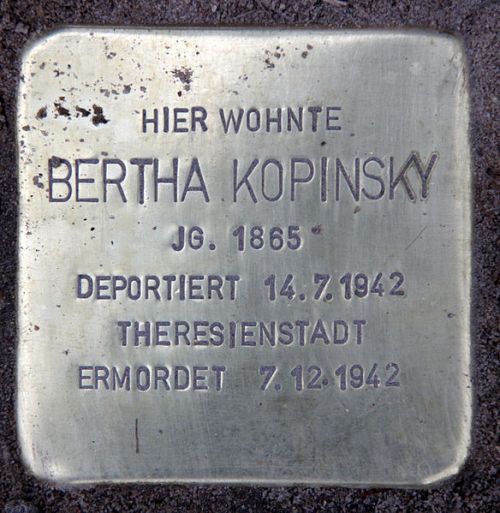 HIER WOHNTE
BERTHA KOPINSKY
JG. 1865
DEPORTIERT 14.7.1942
THERESIENSTADT
ERMORDET 7.12.1942